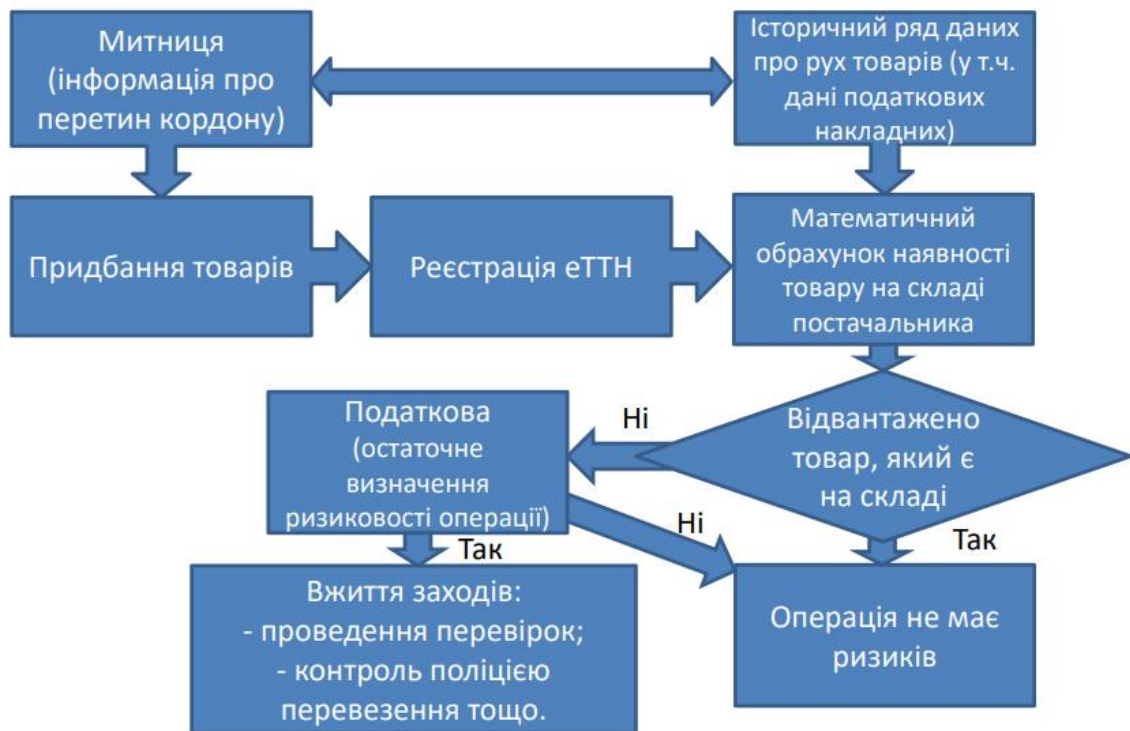 Митниця
(інформація про
перетин кордону)
Історичний ряд даних
про рух товарів (у т.ч.
дані податкових
накладних)
Придбання товарів
Реєстрація еТТН
Математичний
обрахунок наявності
товару на складі
постачальника
Відвантажено
товар, який є
на складі
Ні
Податкова
(остаточне
визначення
ризиковості операції)
Ні
Так
Так
Вжиття заходів:
- проведення перевірок;
- контроль поліцією
перевезення тощо.
Операція не має
ризиків